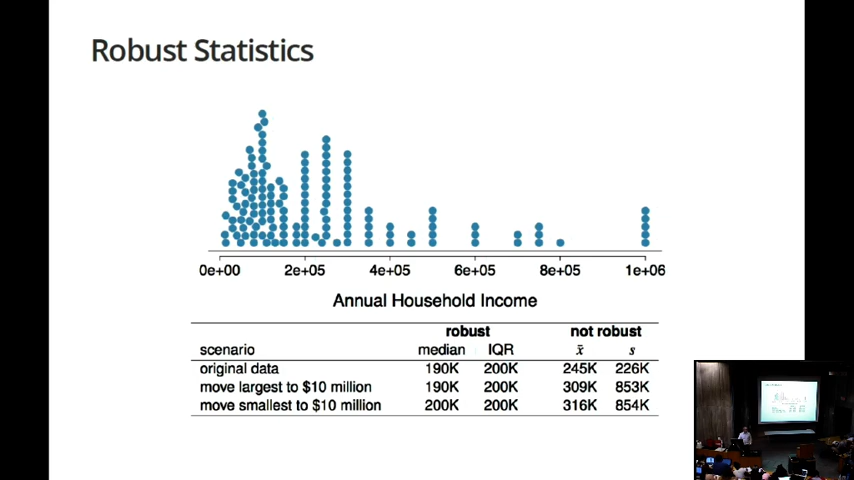 Robust Statistics
0e+00 2e+05 4e+05 6e+05 8e+05 1e+06
Annual Household Income
robust not robust
scenario median IQR x̄ s
original data 190K 200K 245K 226K
move largest to $10 million 190K 200K 309K 853K
move smallest to $10 million 200K 200K 316K 854K